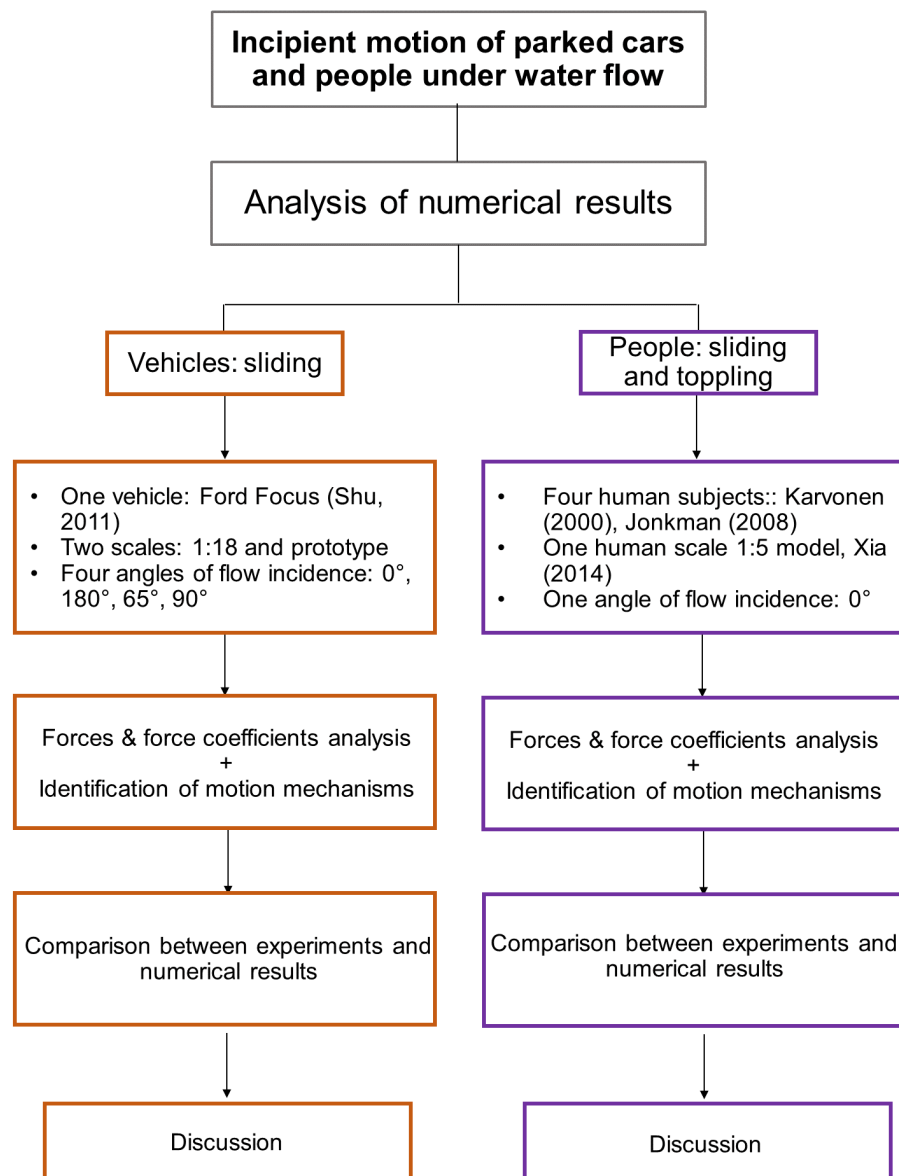 Incipient motion of parked cars
and people under water flow
Analysis of numerical results
Vehicles: sliding
People: sliding
and toppling
• One vehicle: Ford Focus (Shu,
2011)
• Two scales: 1:18 and prototype
• Four angles of flow incidence: 0°,
180°, 65°, 90°
• Four human subjects:: Karvonen
(2000), Jonkman (2008)
• One human scale 1:5 model, Xia
(2014)
• One angle of flow incidence: 0°
Forces & force coefficients analysis
+
Identification of motion mechanisms
Forces & force coefficients analysis
+
Identification of motion mechanisms
Comparison between experiments and
numerical results
Comparison between experiments and
numerical results
Discussion
Discussion